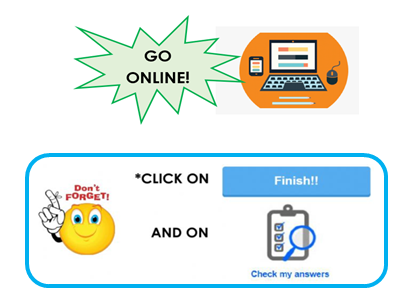 GO
ONLINE!
Don't
FORGET!
*CLICK ON
Finish!!
AND ON
Check my answers